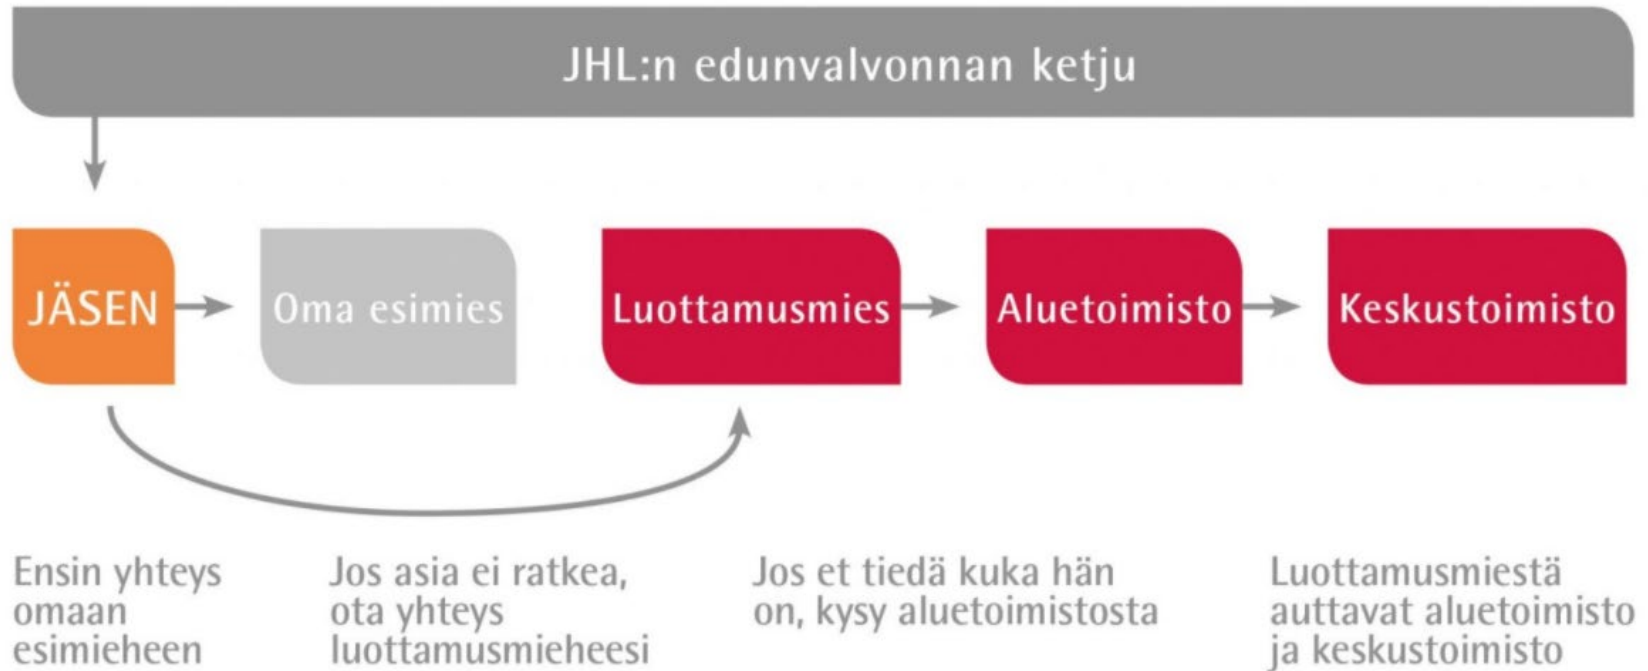 JHL:n edunvalvonnan ketju
JÄSEN
Oma esimies
Luottamusmies
Aluetoimisto
Keskustoimisto
Ensin yhteys
omaan
esimieheen
Jos asia ei ratkea,
ota yhteys
luottamusmieheesi
Jos et tiedä kuka hän
on, kysy aluetoimistosta
Luottamusmiestä
auttavat aluetoimisto
ja keskustoimisto